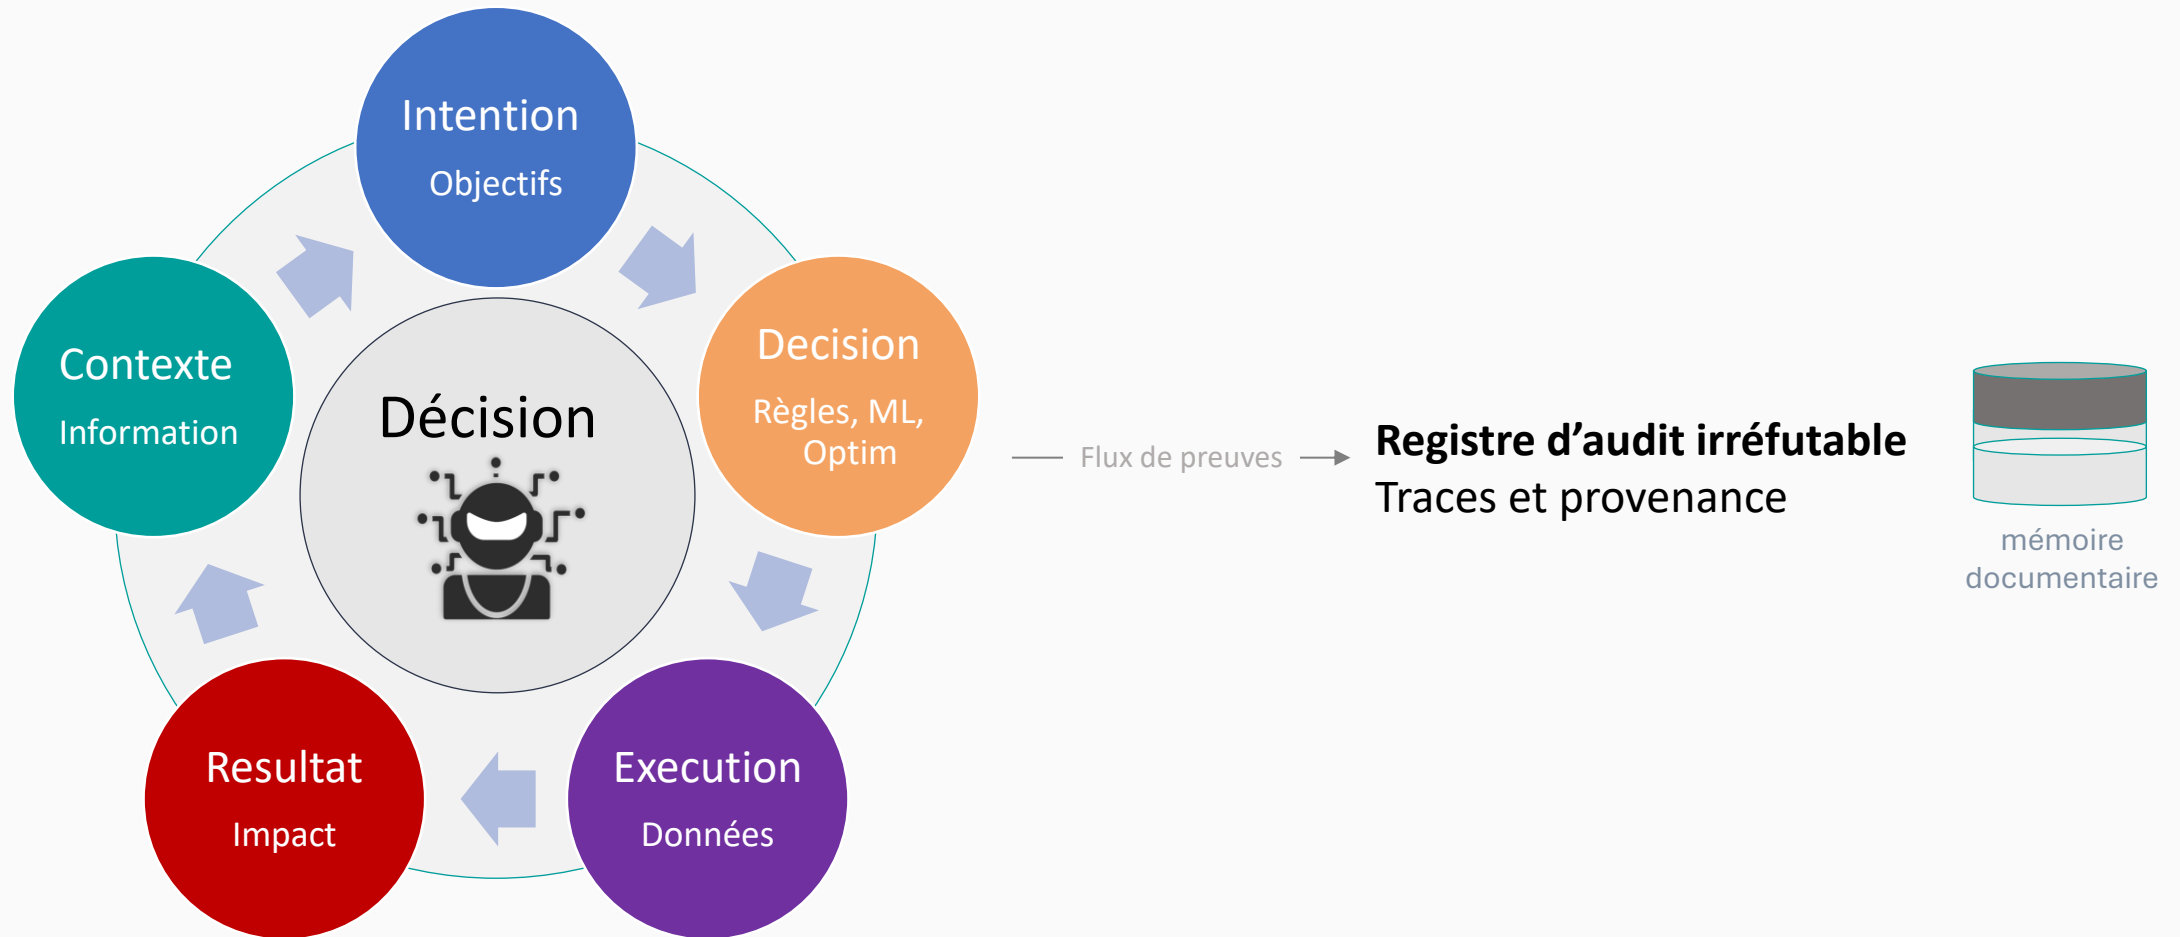 Intention
Objectifs
Decision
Règles, ML,
Optim
Execution
Données
Resultat
Impact
Contexte
Information
Décision
Flux de preuves
Registre d’audit irréfutable
Traces et provenance
mémoire
documentaire